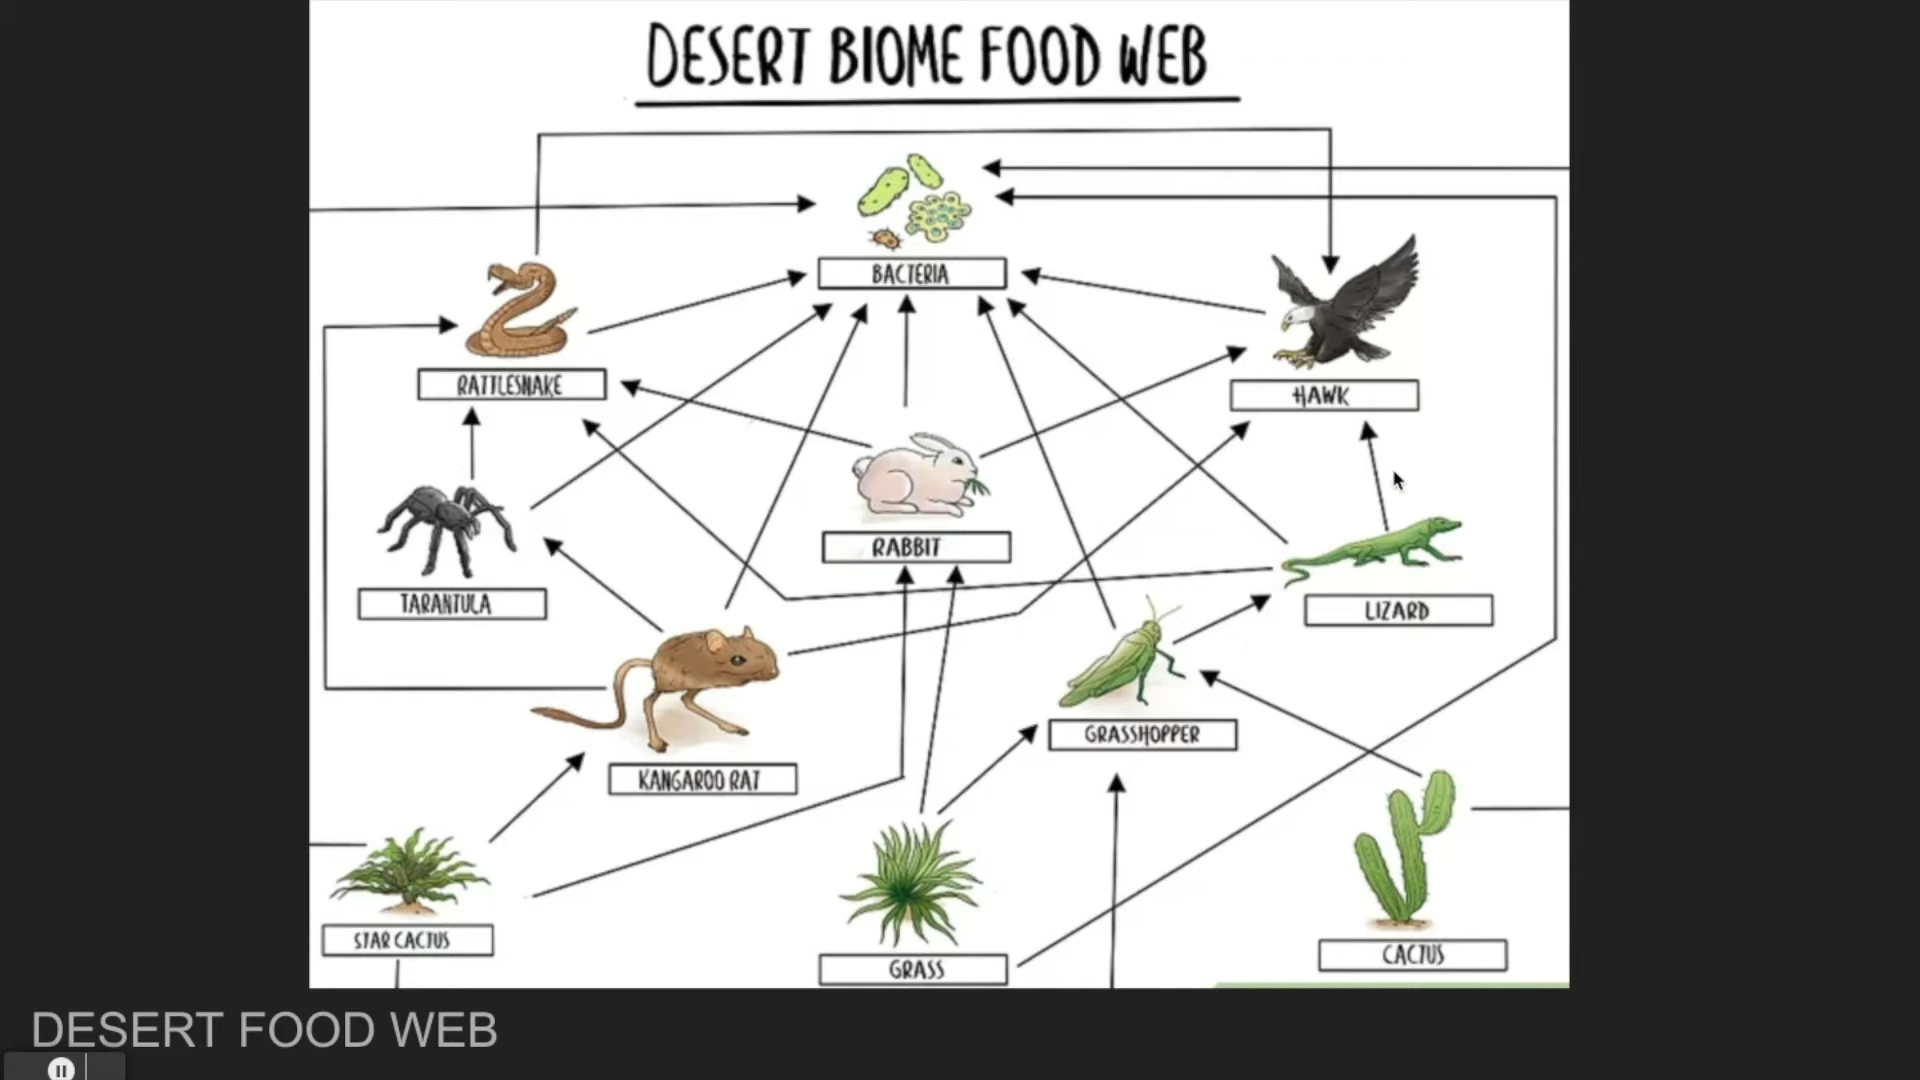 DESERT BIOME FOOD WEB
BACTERIA
RATTLESNAKE
HAWK
RABBIT
TARANTULA
LIZARD
GRASSHOPPER
KANGAROO RAT
STAR CACTUS
GRASS
CACTUS
DESERT FOOD WEB